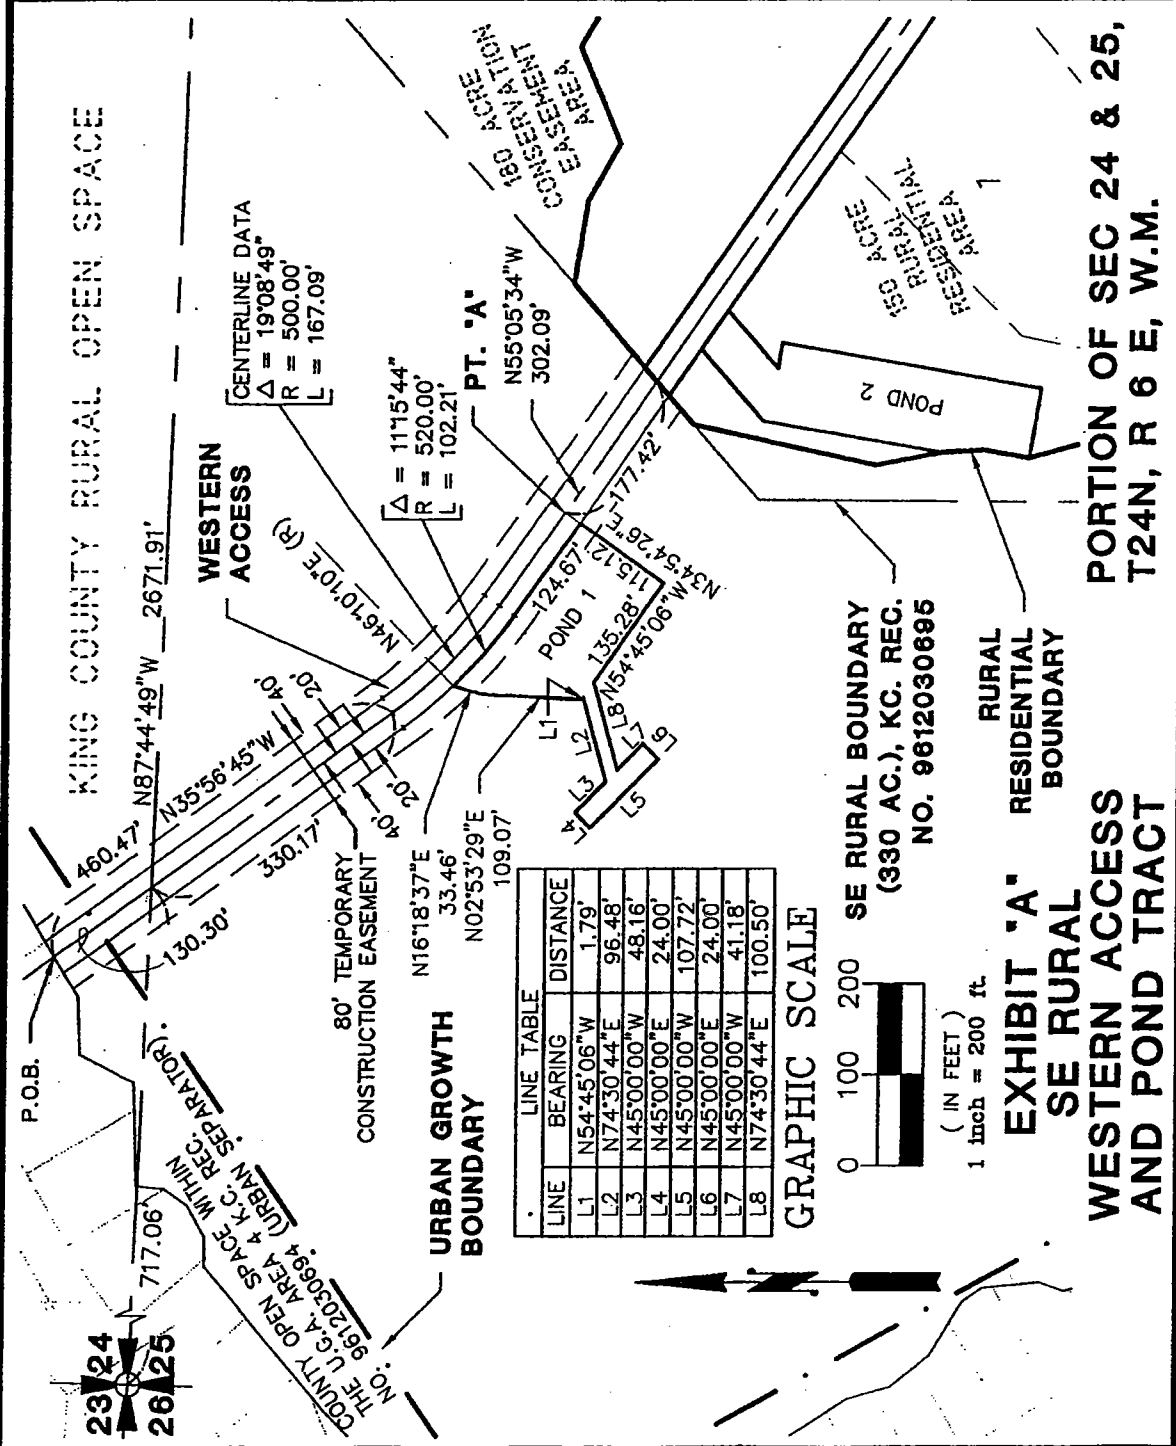 KING COUNTY RURAL OPEN SPACE
P.O.B.
460.47'
N87°44'49"W 2671.91'
N35°56'45"W
330.17'
130.30'
40'
20'
20'
40'
WESTERN
ACCESS
CENTERLINE DATA
Δ = 19°08'49"
R = 500.00'
L = 167.09'
N46°10'10"E (R)
Δ = 11°15'44"
R = 520.00'
L = 102.21'
PT. "A"
N55°05'34"W
302.09'
180 ACRE
CONSERVATION
EASEMENT
AREA
150 ACRE
RURAL
RESIDENTIAL
AREA
1
23 24
26 25
717.06'
COUNTY OPEN SPACE WITHIN
THE U.G.A. AREA 4 K.C. REC.
NO. 9612030694 (URBAN SEPARATOR).
80' TEMPORARY
CONSTRUCTION EASEMENT
N16°18'37"E
33.46'
N02°53'29"E
109.07'
124.67'
POND 1
115.12'
N34°54'26"E
177.42'
135.28'
N54°45'06"W
L1
L2
L3
L4
L5
L6
L7
L8
POND 2
URBAN GROWTH
BOUNDARY
LINE TABLE
LINE BEARING DISTANCE
L1 N54°45'06"W 1.79'
L2 N74°30'44"E 96.48'
L3 N45°00'00"W 48.16'
L4 N45°00'00"E 24.00'
L5 N45°00'00"W 107.72'
L6 N45°00'00"E 24.00'
L7 N45°00'00"W 41.18'
L8 N74°30'44"E 100.50'
GRAPHIC SCALE
0 100 200
( IN FEET )
1 inch = 200 ft.
SE RURAL BOUNDARY
(330 AC.), KC. REC.
NO. 9612030695
RURAL
RESIDENTIAL
BOUNDARY
EXHIBIT "A"
SE RURAL
WESTERN ACCESS
AND POND TRACT
PORTION OF SEC 24 & 25,
T24N, R 6 E, W.M.